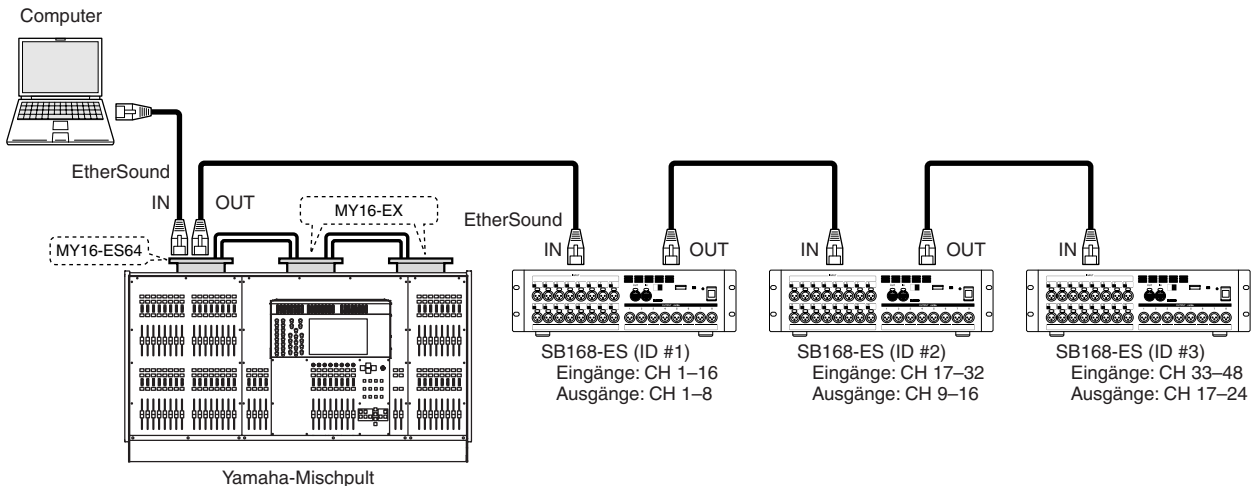 Computer
EtherSound
IN
OUT
MY16-ES64
MY16-EX
Yamaha-Mischpult
EtherSound
IN
OUT
IN
OUT
IN
SB168-ES (ID #1)
Eingänge: CH 1–16
Ausgänge: CH 1–8
SB168-ES (ID #2)
Eingänge: CH 17–32
Ausgänge: CH 9–16
SB168-ES (ID #3)
Eingänge: CH 33–48
Ausgänge: CH 17–24